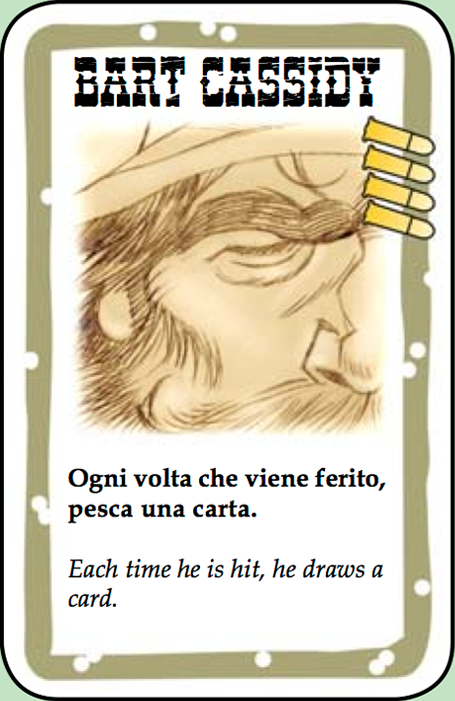 BART CASSIDY
Ogni volta che viene ferito,
pesca una carta.
Each time he is hit, he draws a
card.